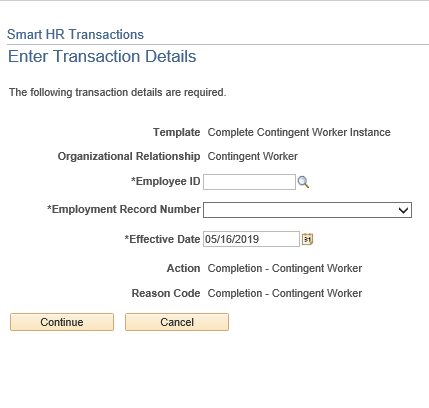 Smart HR Transactions
Enter Transaction Details
The following transaction details are required.
Template Complete Contingent Worker Instance
Organizational Relationship Contingent Worker
*Employee ID
*Employment Record Number
*Effective Date 05/16/2019 31
Action Completion - Contingent Worker
Reason Code Completion - Contingent Worker
Continue Cancel